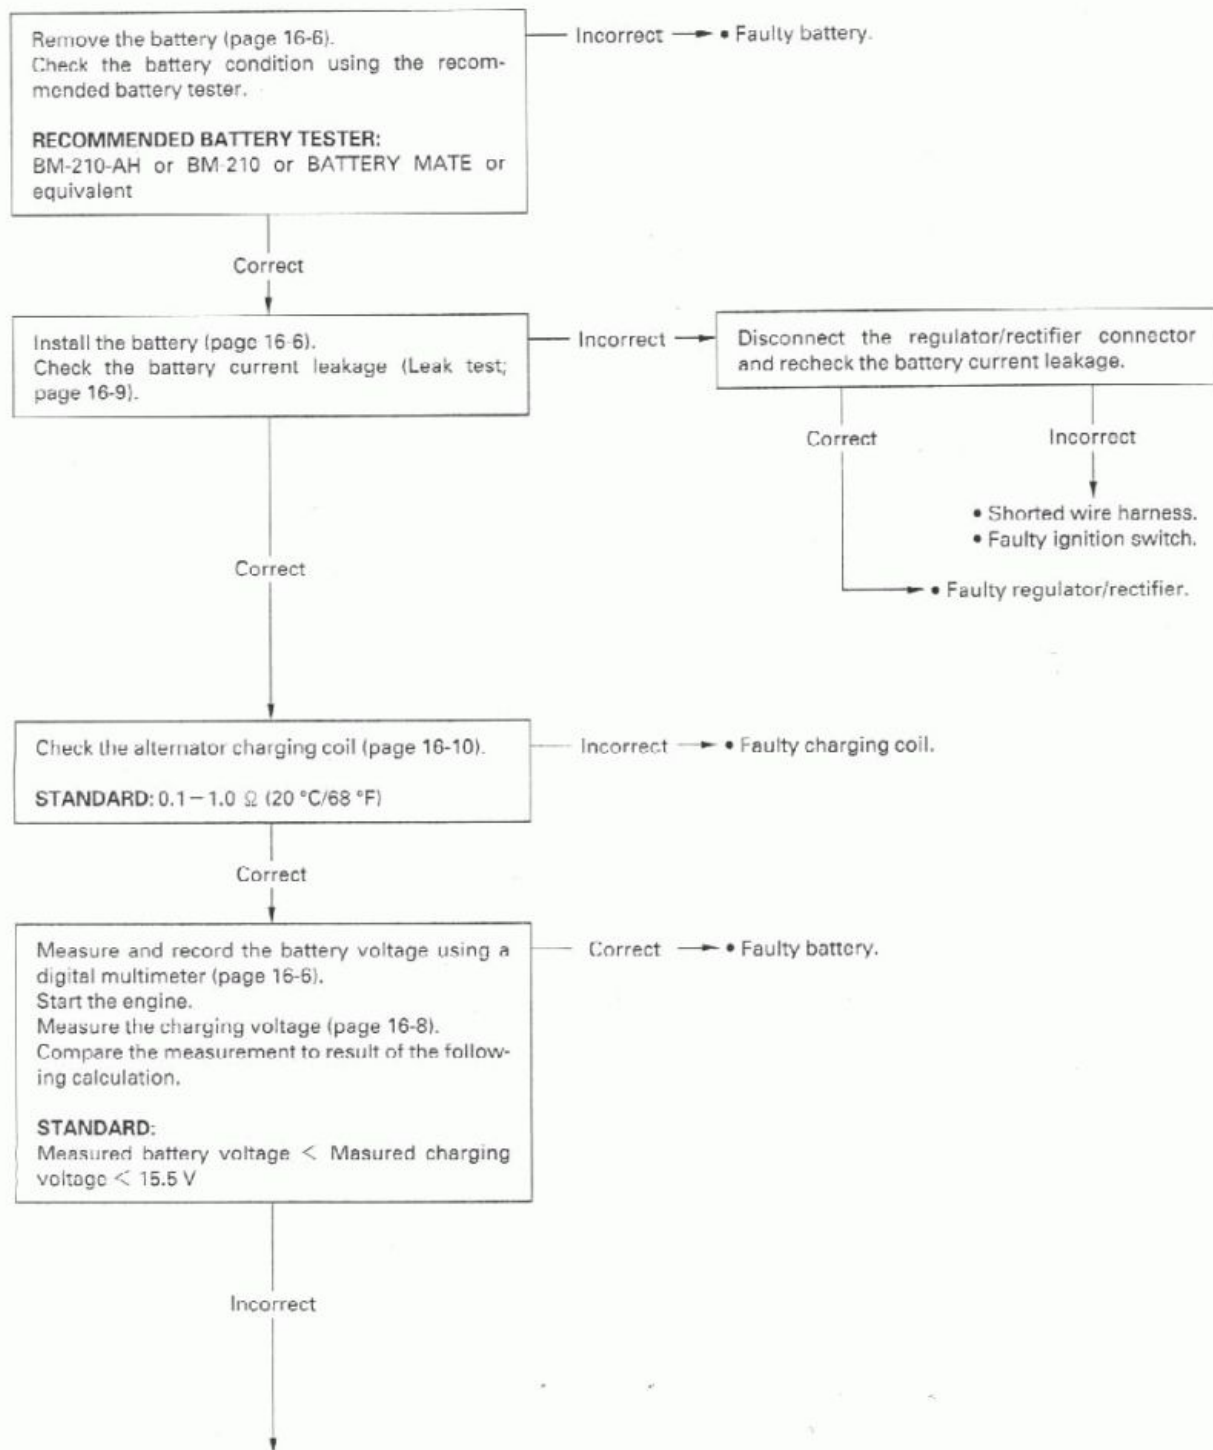 Remove the battery (page 16-6).
Check the battery condition using the recom-
mended battery tester.
RECOMMENDED BATTERY TESTER:
BM-210-AH or BM-210 or BATTERY MATE or
equivalent
Incorrect
• Faulty battery.
Correct
Install the battery (page 16-6).
Check the battery current leakage (Leak test;
page 16-9).
Incorrect
Disconnect the regulator/rectifier connector
and recheck the battery current leakage.
Correct
Incorrect
• Shorted wire harness.
• Faulty ignition switch.
• Faulty regulator/rectifier.
Correct
Check the alternator charging coil (page 16-10).
STANDARD: 0.1 – 1.0 Ω (20 °C/68 °F)
Incorrect
• Faulty charging coil.
Correct
Measure and record the battery voltage using a
digital multimeter (page 16-6).
Start the engine.
Measure the charging voltage (page 16-8).
Compare the measurement to result of the follow-
ing calculation.
STANDARD:
Measured battery voltage < Masured charging
voltage < 15.5 V
Correct
• Faulty battery.
Incorrect